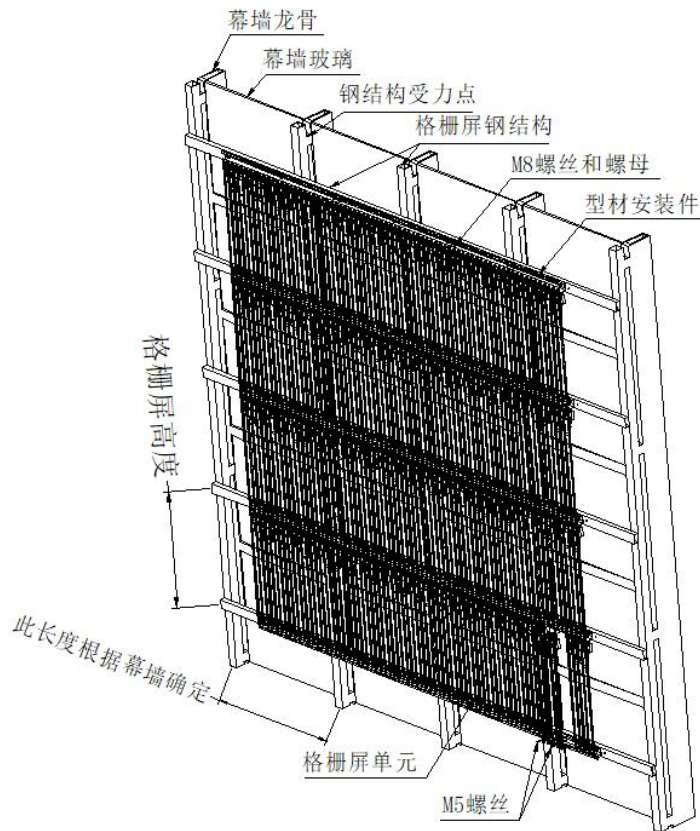 幕墙龙骨
幕墙玻璃
钢结构受力点
格栅屏钢结构
M8螺丝和螺母
型材安装件
格栅屏高度
此长度根据幕墙确定
格栅屏单元
M5螺丝